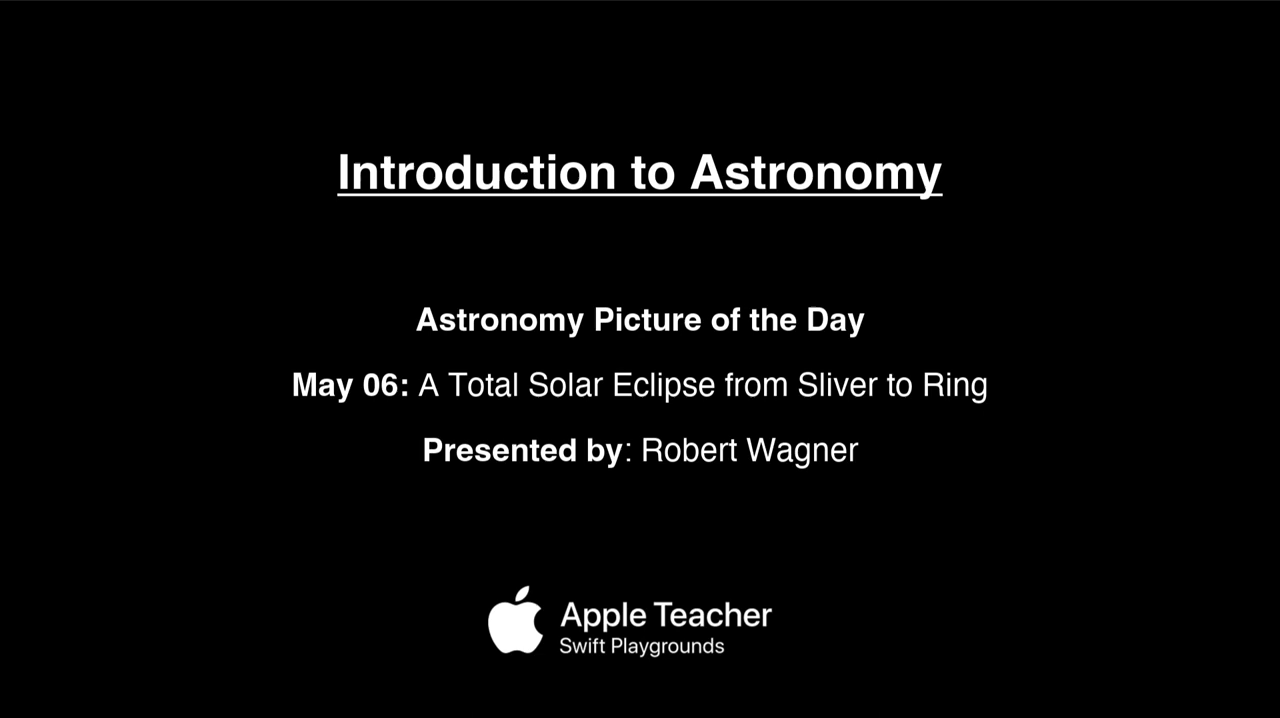 Introduction to Astronomy
Astronomy Picture of the Day
May 06: A Total Solar Eclipse from Sliver to Ring
Presented by: Robert Wagner
Apple Teacher
Swift Playgrounds